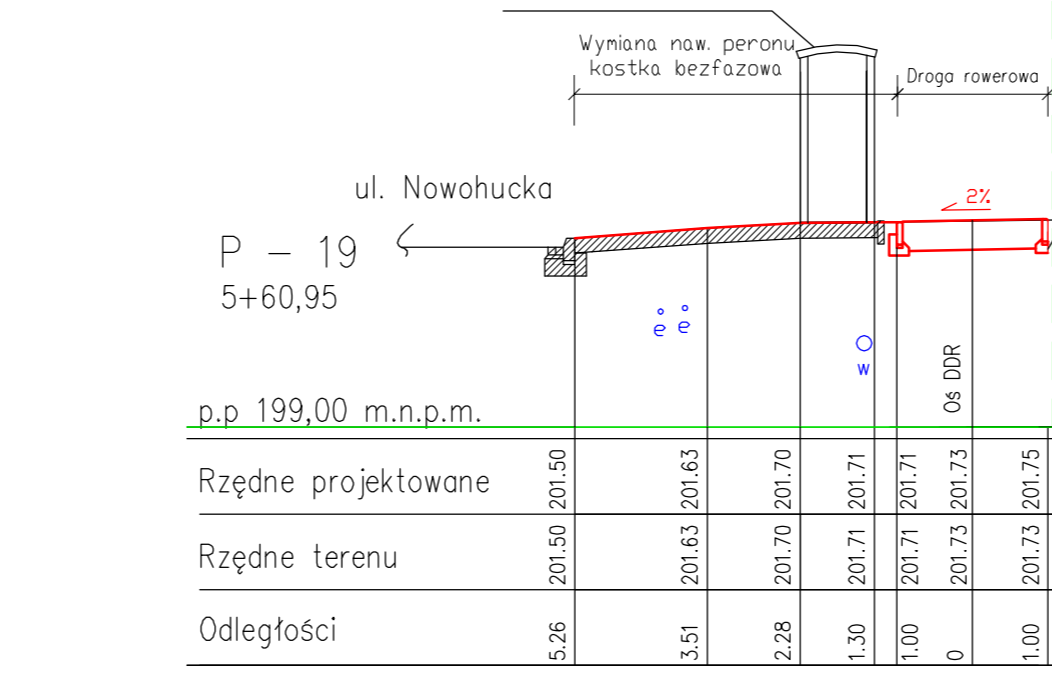 Wymiana naw. peronu
kostka bezfazowa
Droga rowerowa
ul. Nowohucka
2%
P - 19
5+60,95
e e
w
Oś DDR
p.p 199,00 m.n.p.m.
Rzędne projektowane 201.50 201.63 201.70 201.71 201.71 201.73 201.75
Rzędne terenu 201.50 201.63 201.70 201.71 201.71 201.73 201.73
Odległości 5.26 3.51 2.28 1.30 1.00 0 1.00